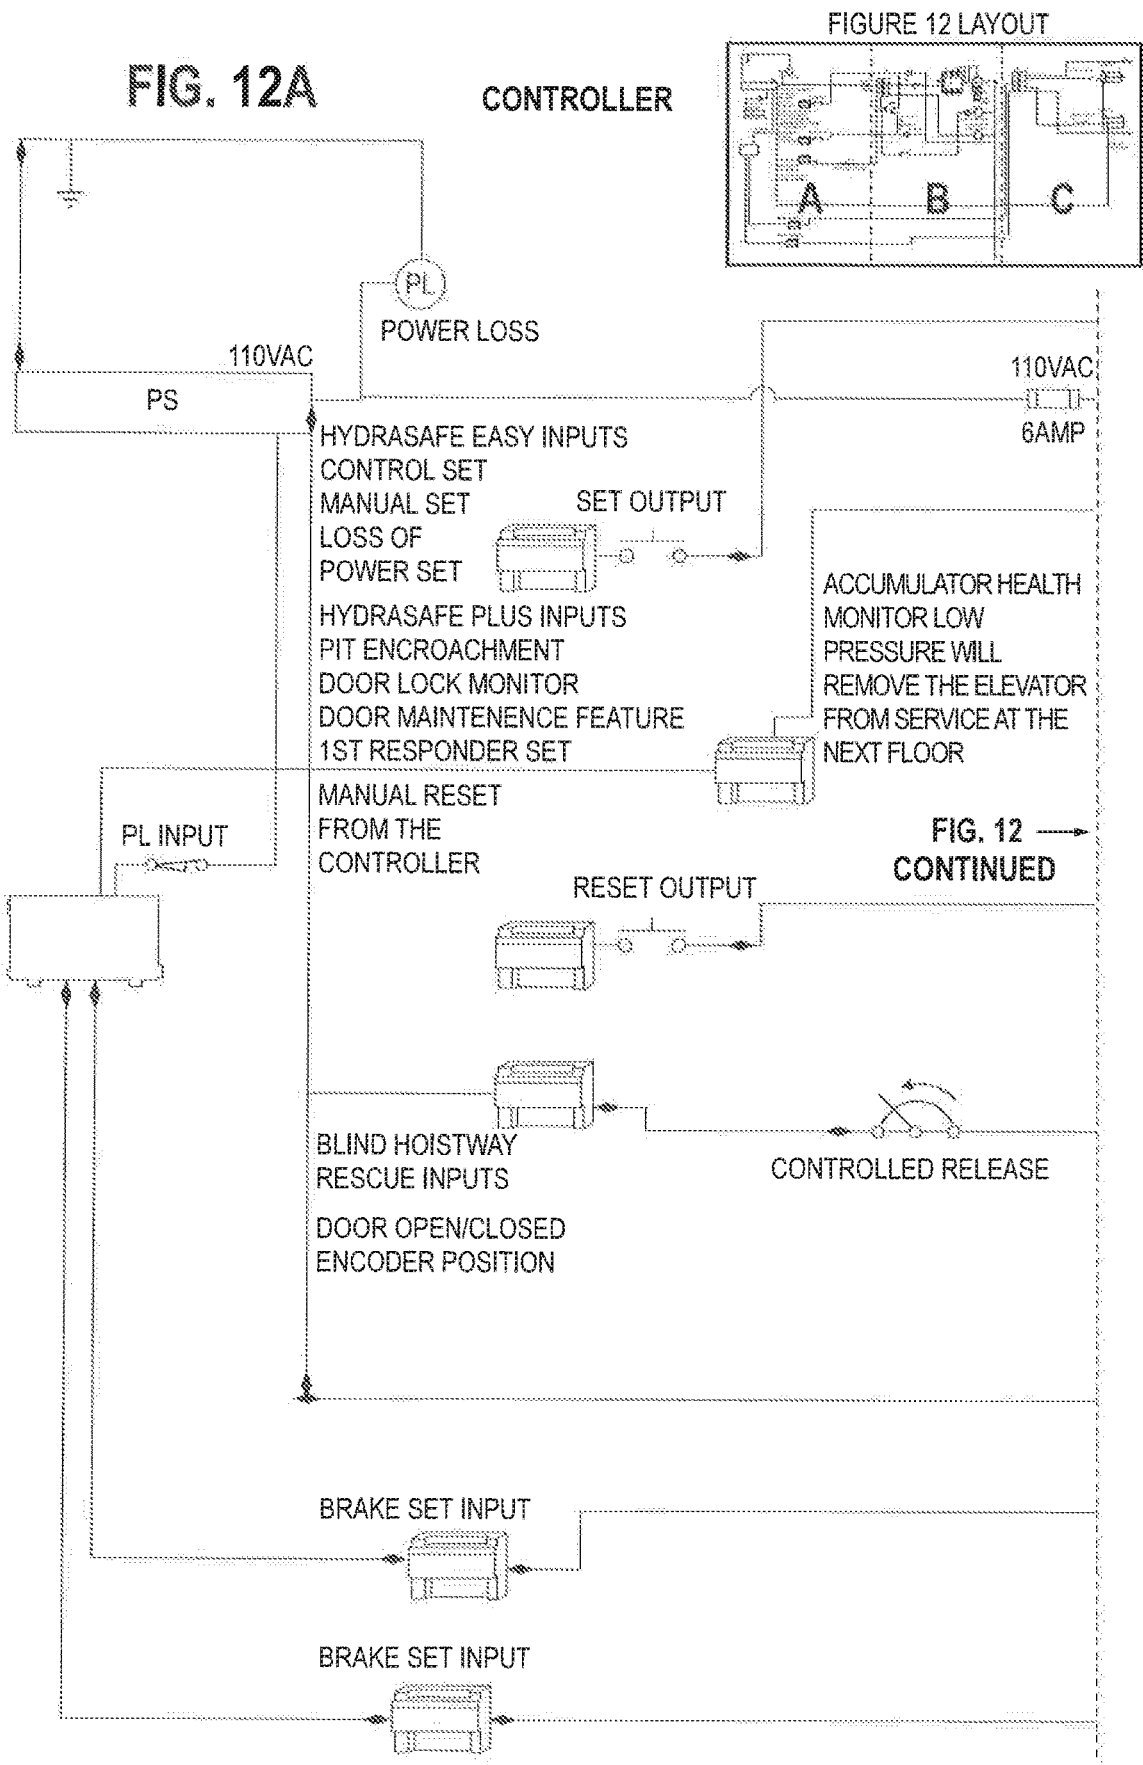 FIGURE 12 LAYOUT
FIG. 12A
CONTROLLER
A
B
C
PL
POWER LOSS
110VAC
PS
110VAC
6AMP
HYDRASAFE EASY INPUTS
CONTROL SET
MANUAL SET
LOSS OF
POWER SET
SET OUTPUT
HYDRASAFE PLUS INPUTS
PIT ENCROACHMENT
DOOR LOCK MONITOR
DOOR MAINTENENCE FEATURE
1ST RESPONDER SET
ACCUMULATOR HEALTH
MONITOR LOW
PRESSURE WILL
REMOVE THE ELEVATOR
FROM SERVICE AT THE
NEXT FLOOR
MANUAL RESET
FROM THE
CONTROLLER
PL INPUT
FIG. 12
CONTINUED
RESET OUTPUT
BLIND HOISTWAY
RESCUE INPUTS
CONTROLLED RELEASE
DOOR OPEN/CLOSED
ENCODER POSITION
BRAKE SET INPUT
BRAKE SET INPUT